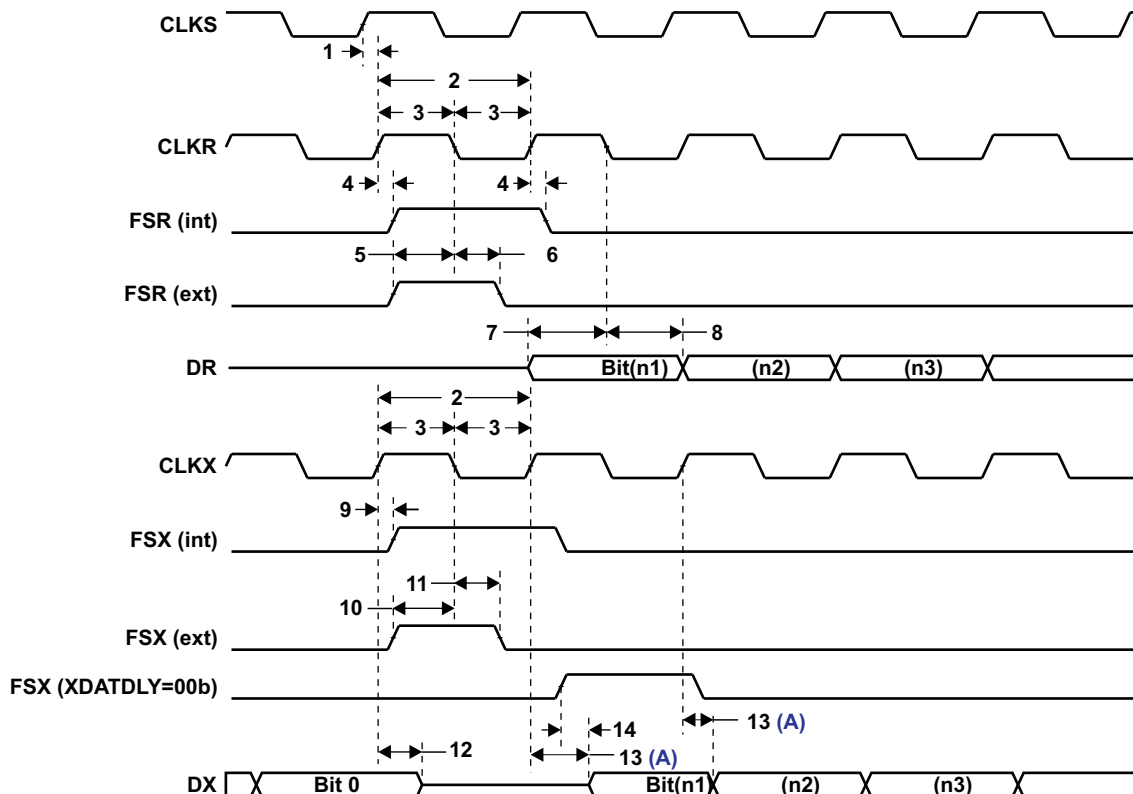 CLKS
1
2
3 3
CLKR
4 4
FSR (int)
5 6
FSR (ext)
7 8
DR Bit(n1) (n2) (n3)
2
3 3
CLKX
9
FSX (int)
11
10
FSX (ext)
FSX (XDATDLY=00b)
13 (A)
14
12 13 (A)
DX Bit 0 Bit(n1) (n2) (n3)